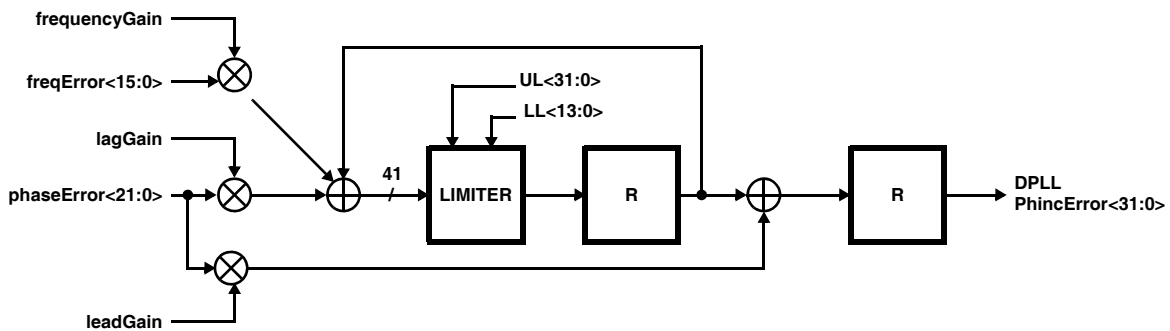 frequencyGain
freqError<15:0>
UL<31:0>
LL<13:0>
lagGain
41
phaseError<21:0>
LIMITER
R
R
DPLL
PhincError<31:0>
leadGain